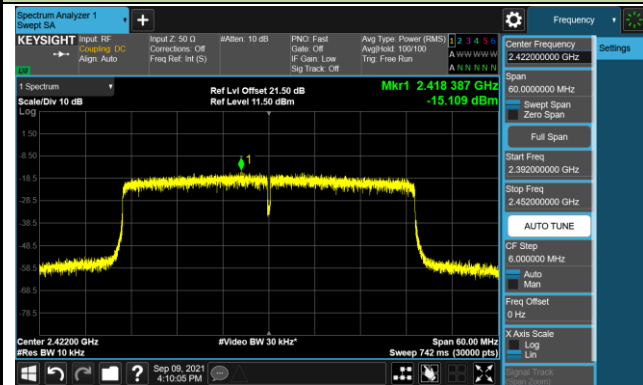 Spectrum Analyzer 1
Swept SA
Frequency
KEYSIGHT
Input: RF
Coupling: DC
Align: Auto
Input Z: 50 Ω
Corrections: Off
Freq Ref: Int (S)
#Atten: 10 dB
PNO: Fast
Gate: Off
IF Gain: Low
Sig Track: Off
Avg Type: Power (RMS)
Avg|Hold: 100/100
Trig: Free Run
1 2 3 4 5 6
A W W W W W
A N N N N N
LXI
1 Spectrum
Scale/Div 10 dB
Ref Lvl Offset 21.50 dB
Ref Level 11.50 dBm
Mkr1 2.418 387 GHz
-15.109 dBm
Log
1.50
-8.50
-18.5
-28.5
-38.5
-48.5
-58.5
-68.5
-78.5
1
Center 2.42200 GHz
#Res BW 10 kHz
#Video BW 30 kHz*
Span 60.00 MHz
Sweep 742 ms (30000 pts)
Center Frequency
2.422000000 GHz
Settings
Span
60.0000000 MHz
Swept Span
Zero Span
Full Span
Start Freq
2.392000000 GHz
Stop Freq
2.452000000 GHz
AUTO TUNE
CF Step
6.000000 MHz
Auto
Man
Freq Offset
0 Hz
X Axis Scale
Log
Lin
Signal Track
(Span Zoom)
Sep 09, 2021
4:10:05 PM